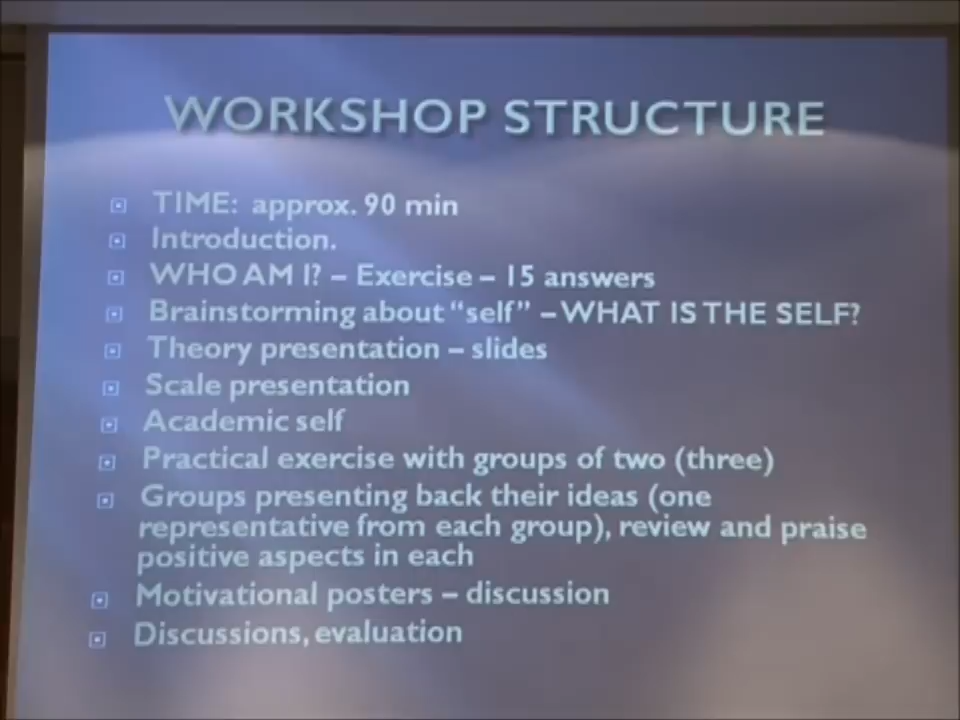 WORKSHOP STRUCTURE
TIME: approx. 90 min
Introduction.
WHO AM I? – Exercise – 15 answers
Brainstorming about “self” – WHAT IS THE SELF?
Theory presentation – slides
Scale presentation
Academic self
Practical exercise with groups of two (three)
Groups presenting back their ideas (one
representative from each group), review and praise
positive aspects in each
Motivational posters – discussion
Discussions, evaluation